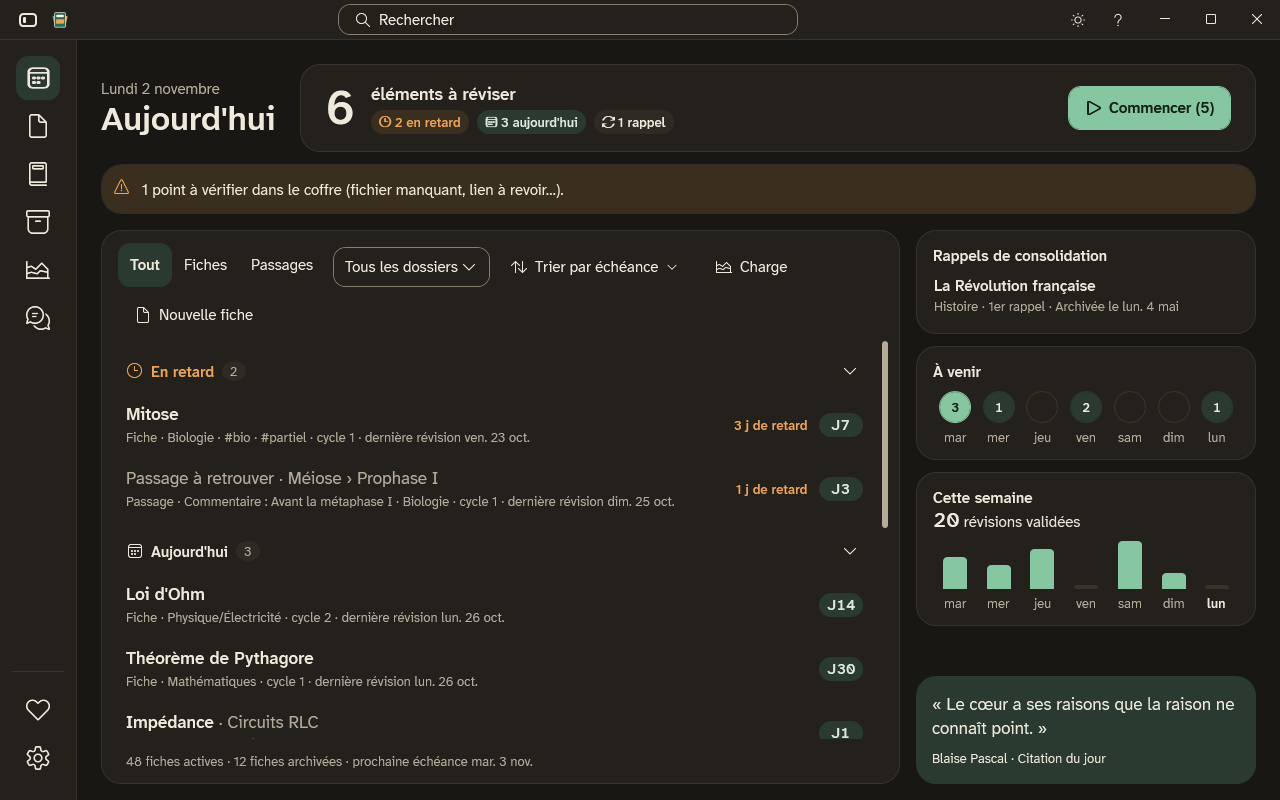 Rechercher
?
Lundi 2 novembre
Aujourd'hui
6
éléments à réviser
2 en retard
3 aujourd'hui
1 rappel
Commencer (5)
1 point à vérifier dans le coffre (fichier manquant, lien à revoir…).
Tout
Fiches
Passages
Tous les dossiers
Trier par échéance
Charge
Nouvelle fiche
En retard 2
Mitose
Fiche · Biologie · #bio · #partiel · cycle 1 · dernière révision ven. 23 oct.
3 j de retard
J7
Passage à retrouver · Méiose › Prophase I
Passage · Commentaire : Avant la métaphase I · Biologie · cycle 1 · dernière révision dim. 25 oct.
1 j de retard
J3
Aujourd'hui 3
Loi d'Ohm
Fiche · Physique/Électricité · cycle 2 · dernière révision lun. 26 oct.
J14
Théorème de Pythagore
Fiche · Mathématiques · cycle 1 · dernière révision lun. 26 oct.
J30
Impédance · Circuits RLC
J1
48 fiches actives · 12 fiches archivées · prochaine échéance mar. 3 nov.
Rappels de consolidation
La Révolution française
Histoire · 1er rappel · Archivée le lun. 4 mai
À venir
3 1 2 1
mar mer jeu ven sam dim lun
Cette semaine
20 révisions validées
mar mer jeu ven sam dim lun
« Le cœur a ses raisons que la raison ne
connaît point. »
Blaise Pascal · Citation du jour